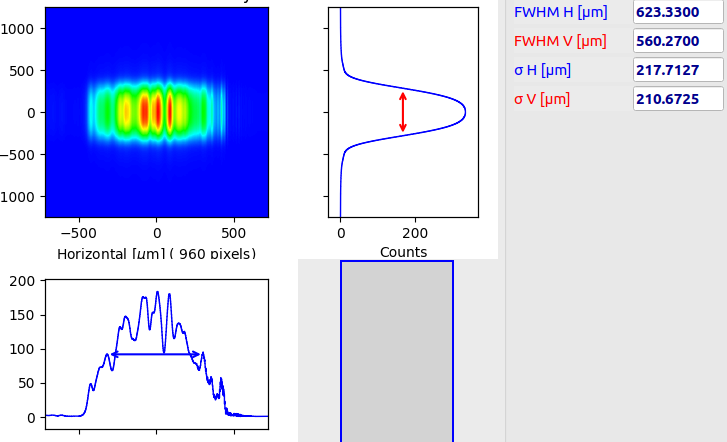 FWHM H [µm] 623.3300
FWHM V [µm] 560.2700
σ H [µm] 217.7127
σ V [µm] 210.6725
1000
500
0
−500
1000
−500 0 500
Horizontal [µm] ( 960 pixels)
0 200
Counts
200
150
100
50
0